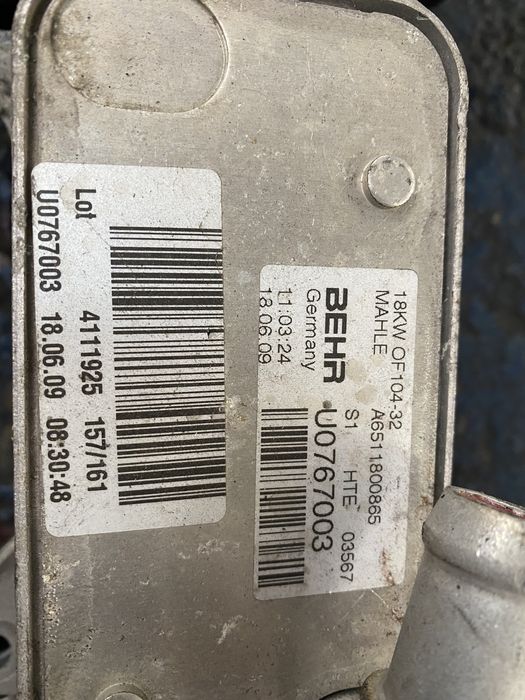 Lot 4111925 157/161
U0767003 18.06.09 08:30:48
18KW OF104-32
MAHLE A6511800865
BEHR S1 HTE 03567
Germany U0767003
11:03:24
18.06.09